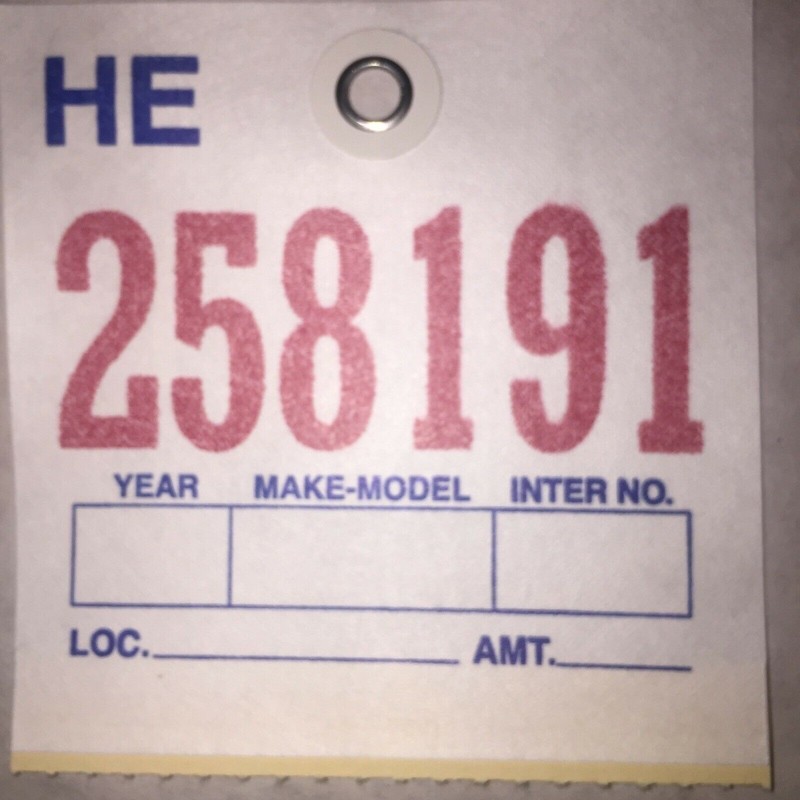 HE
258191
YEAR MAKE-MODEL INTER NO.
LOC. AMT.